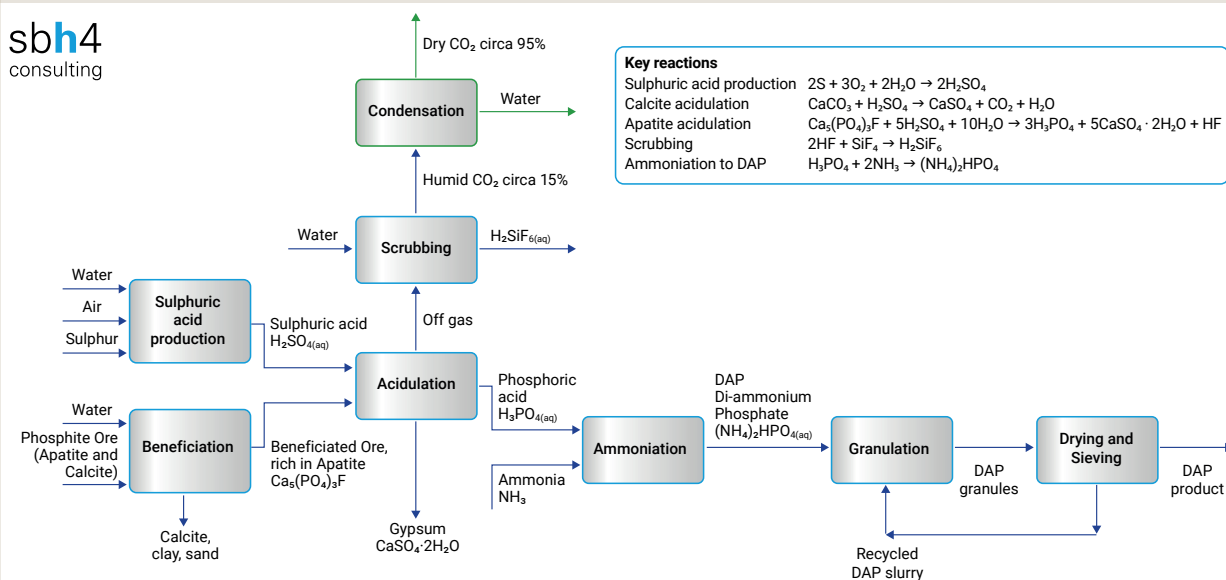 sbh4
consulting
Dry CO₂ circa 95%
Condensation
Water
Humid CO₂ circa 15%
Water
Scrubbing
H₂SiF₆₍ₐq₎
Off gas
Key reactions
Sulphuric acid production 2S + 3O₂ + 2H₂O → 2H₂SO₄
Calcite acidulation CaCO₃ + H₂SO₄ → CaSO₄ + CO₂ + H₂O
Apatite acidulation Ca₅(PO₄)₃F + 5H₂SO₄ + 10H₂O → 3H₃PO₄ + 5CaSO₄ · 2H₂O + HF
Scrubbing 2HF + SiF₄ → H₂SiF₆
Ammoniation to DAP H₃PO₄ + 2NH₃ → (NH₄)₂HPO₄
Water
Air
Sulphur
Sulphuric
acid
production
Sulphuric acid
H₂SO₄₍ₐq₎
Acidulation
Water
Phosphite Ore
(Apatite and
Calcite)
Beneficiation
Beneficiated Ore,
rich in Apatite
Ca₅(PO₄)₃F
Calcite,
clay, sand
Gypsum
CaSO₄·2H₂O
Phosphoric
acid
H₃PO₄₍ₐq₎
Ammonia
NH₃
Ammoniation
DAP
Di-ammonium
Phosphate
(NH₄)₂HPO₄₍ₐq₎
Granulation
DAP
granules
Drying and
Sieving
DAP
product
Recycled
DAP slurry